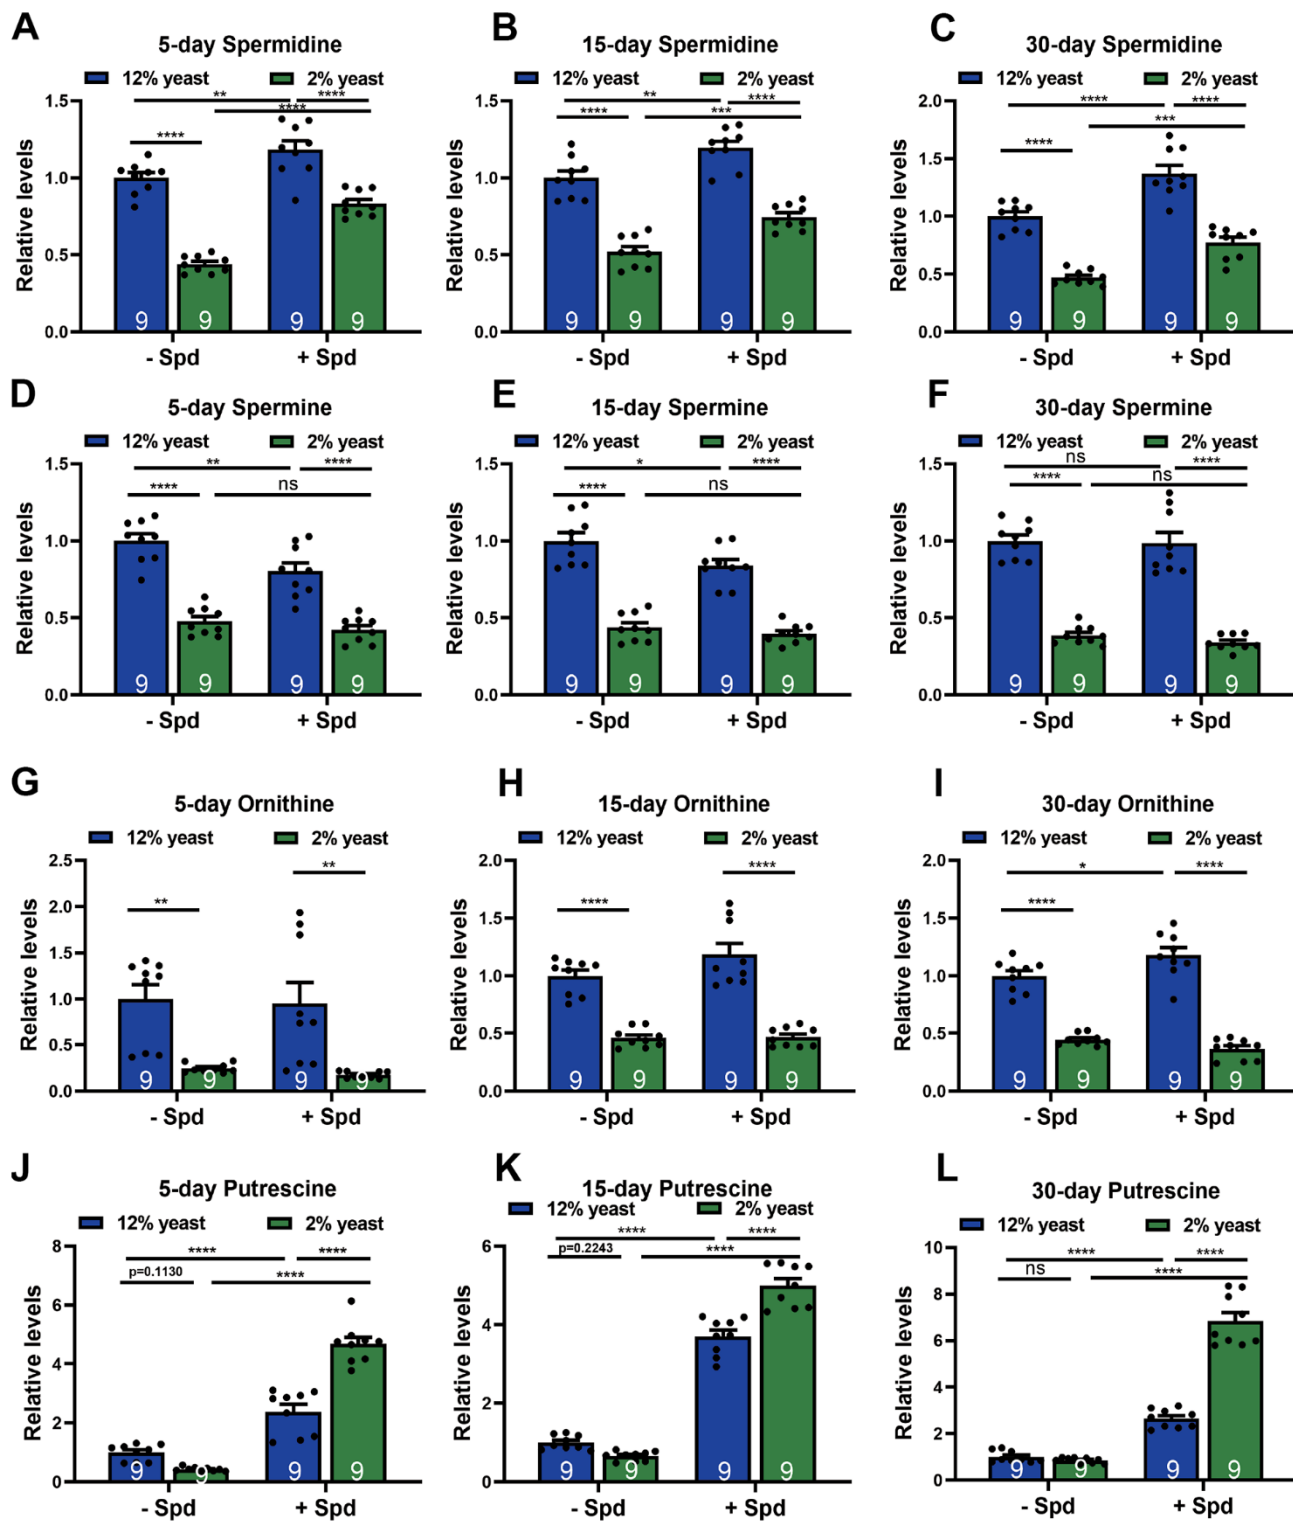 A
5-day Spermidine
12% yeast 2% yeast
** ****
****
****
Relative levels
1.5
1.0
0.5
0.0
9 9 9 9
- Spd + Spd
B
15-day Spermidine
12% yeast 2% yeast
** ****
**** ***
Relative levels
1.5
1.0
0.5
0.0
9 9 9 9
- Spd + Spd
C
30-day Spermidine
12% yeast 2% yeast
**** ****
***
****
Relative levels
2.0
1.5
1.0
0.5
0.0
9 9 9 9
- Spd + Spd
D
5-day Spermine
12% yeast 2% yeast
** ****
**** ns
Relative levels
1.5
1.0
0.5
0.0
9 9 9 9
- Spd + Spd
E
15-day Spermine
12% yeast 2% yeast
* ****
**** ns
Relative levels
1.5
1.0
0.5
0.0
9 9 9 9
- Spd + Spd
F
30-day Spermine
12% yeast 2% yeast
ns ****
**** ns
Relative levels
1.5
1.0
0.5
0.0
9 9 9 9
- Spd + Spd
G
5-day Ornithine
12% yeast 2% yeast
**
**
Relative levels
2.5
2.0
1.5
1.0
0.5
0.0
9 9 9 9
- Spd + Spd
H
15-day Ornithine
12% yeast 2% yeast
****
****
Relative levels
2.0
1.5
1.0
0.5
0.0
9 9 9 9
- Spd + Spd
I
30-day Ornithine
12% yeast 2% yeast
* ****
****
Relative levels
2.0
1.5
1.0
0.5
0.0
9 9 9 9
- Spd + Spd
J
5-day Putrescine
12% yeast 2% yeast
**** ****
p=0.1130 ****
Relative levels
8
6
4
2
0
9 9 9 9
- Spd + Spd
K
15-day Putrescine
12% yeast 2% yeast
**** ****
p=0.2243 ****
Relative levels
6
4
2
0
9 9 9 9
- Spd + Spd
L
30-day Putrescine
12% yeast 2% yeast
**** ****
ns ****
Relative levels
10
8
6
4
2
0
9 9 9 9
- Spd + Spd